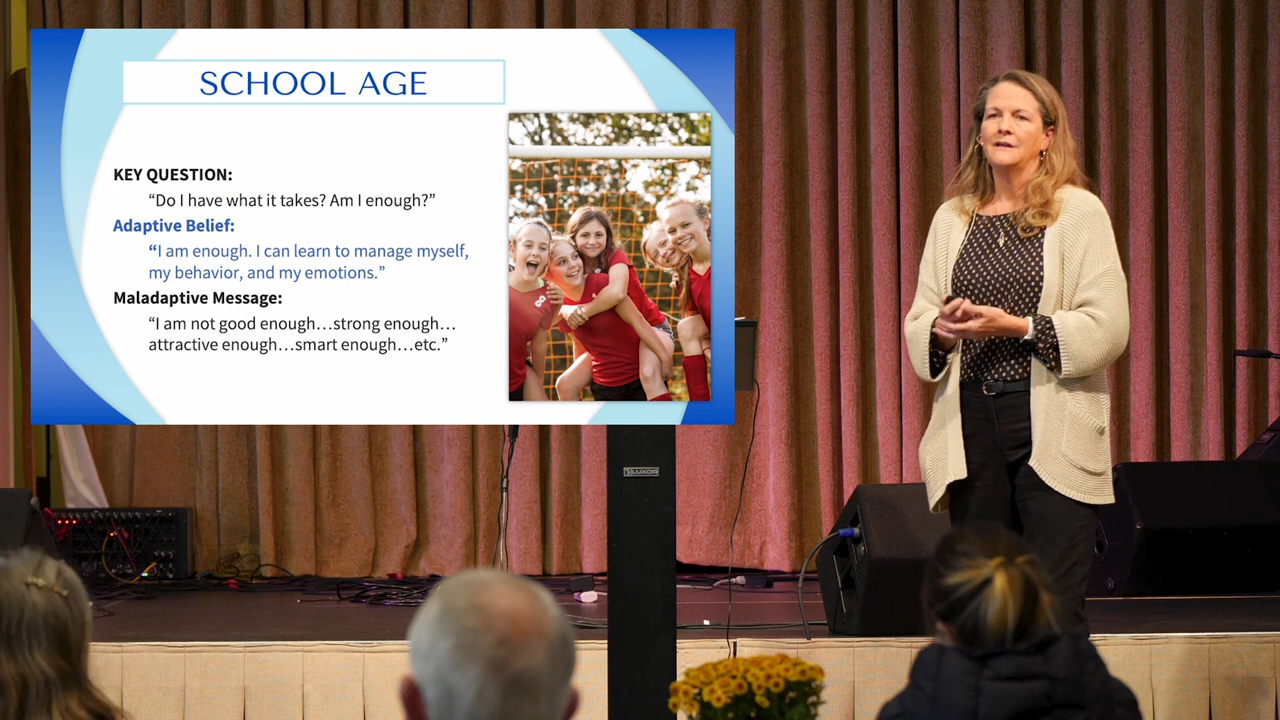 SCHOOL AGE
KEY QUESTION:
“Do I have what it takes? Am I enough?”
Adaptive Belief:
“I am enough. I can learn to manage myself,
my behavior, and my emotions.”
Maladaptive Message:
“I am not good enough…strong enough…
attractive enough…smart enough…etc.”
LUXOR